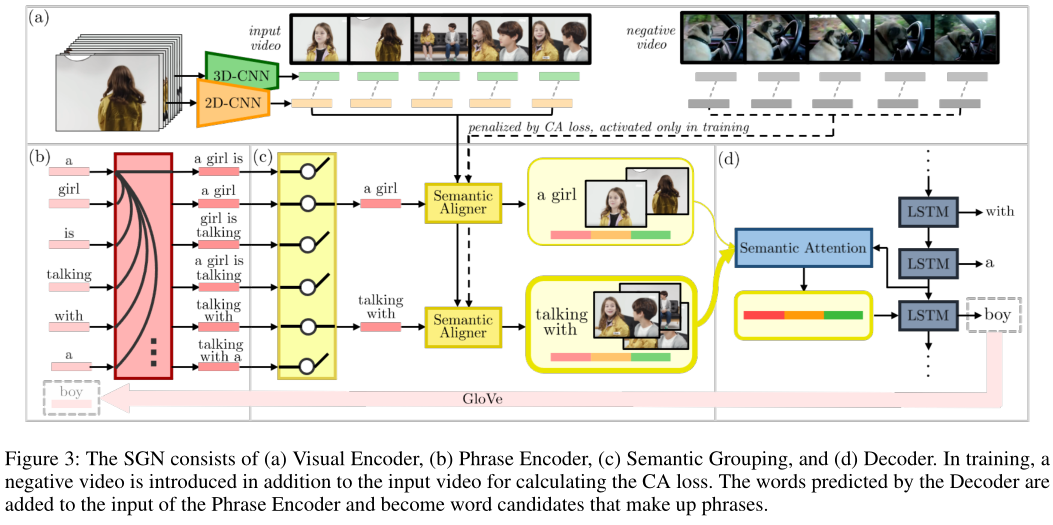 (a)
input
video
negative
video
3D-CNN
2D-CNN
penalized by CA loss, activated only in training
(b)
a
girl
is
talking
with
a
boy
a girl is
a girl
girl is
talking
a girl is
talking
talking
with
talking
with a
(c)
a girl
talking
with
Semantic
Aligner
Semantic
Aligner
a girl
talking
with
(d)
Semantic Attention
LSTM
with
LSTM
a
LSTM
boy
GloVe
Figure 3: The SGN consists of (a) Visual Encoder, (b) Phrase Encoder, (c) Semantic Grouping, and (d) Decoder. In training, a
negative video is introduced in addition to the input video for calculating the CA loss. The words predicted by the Decoder are
added to the input of the Phrase Encoder and become word candidates that make up phrases.